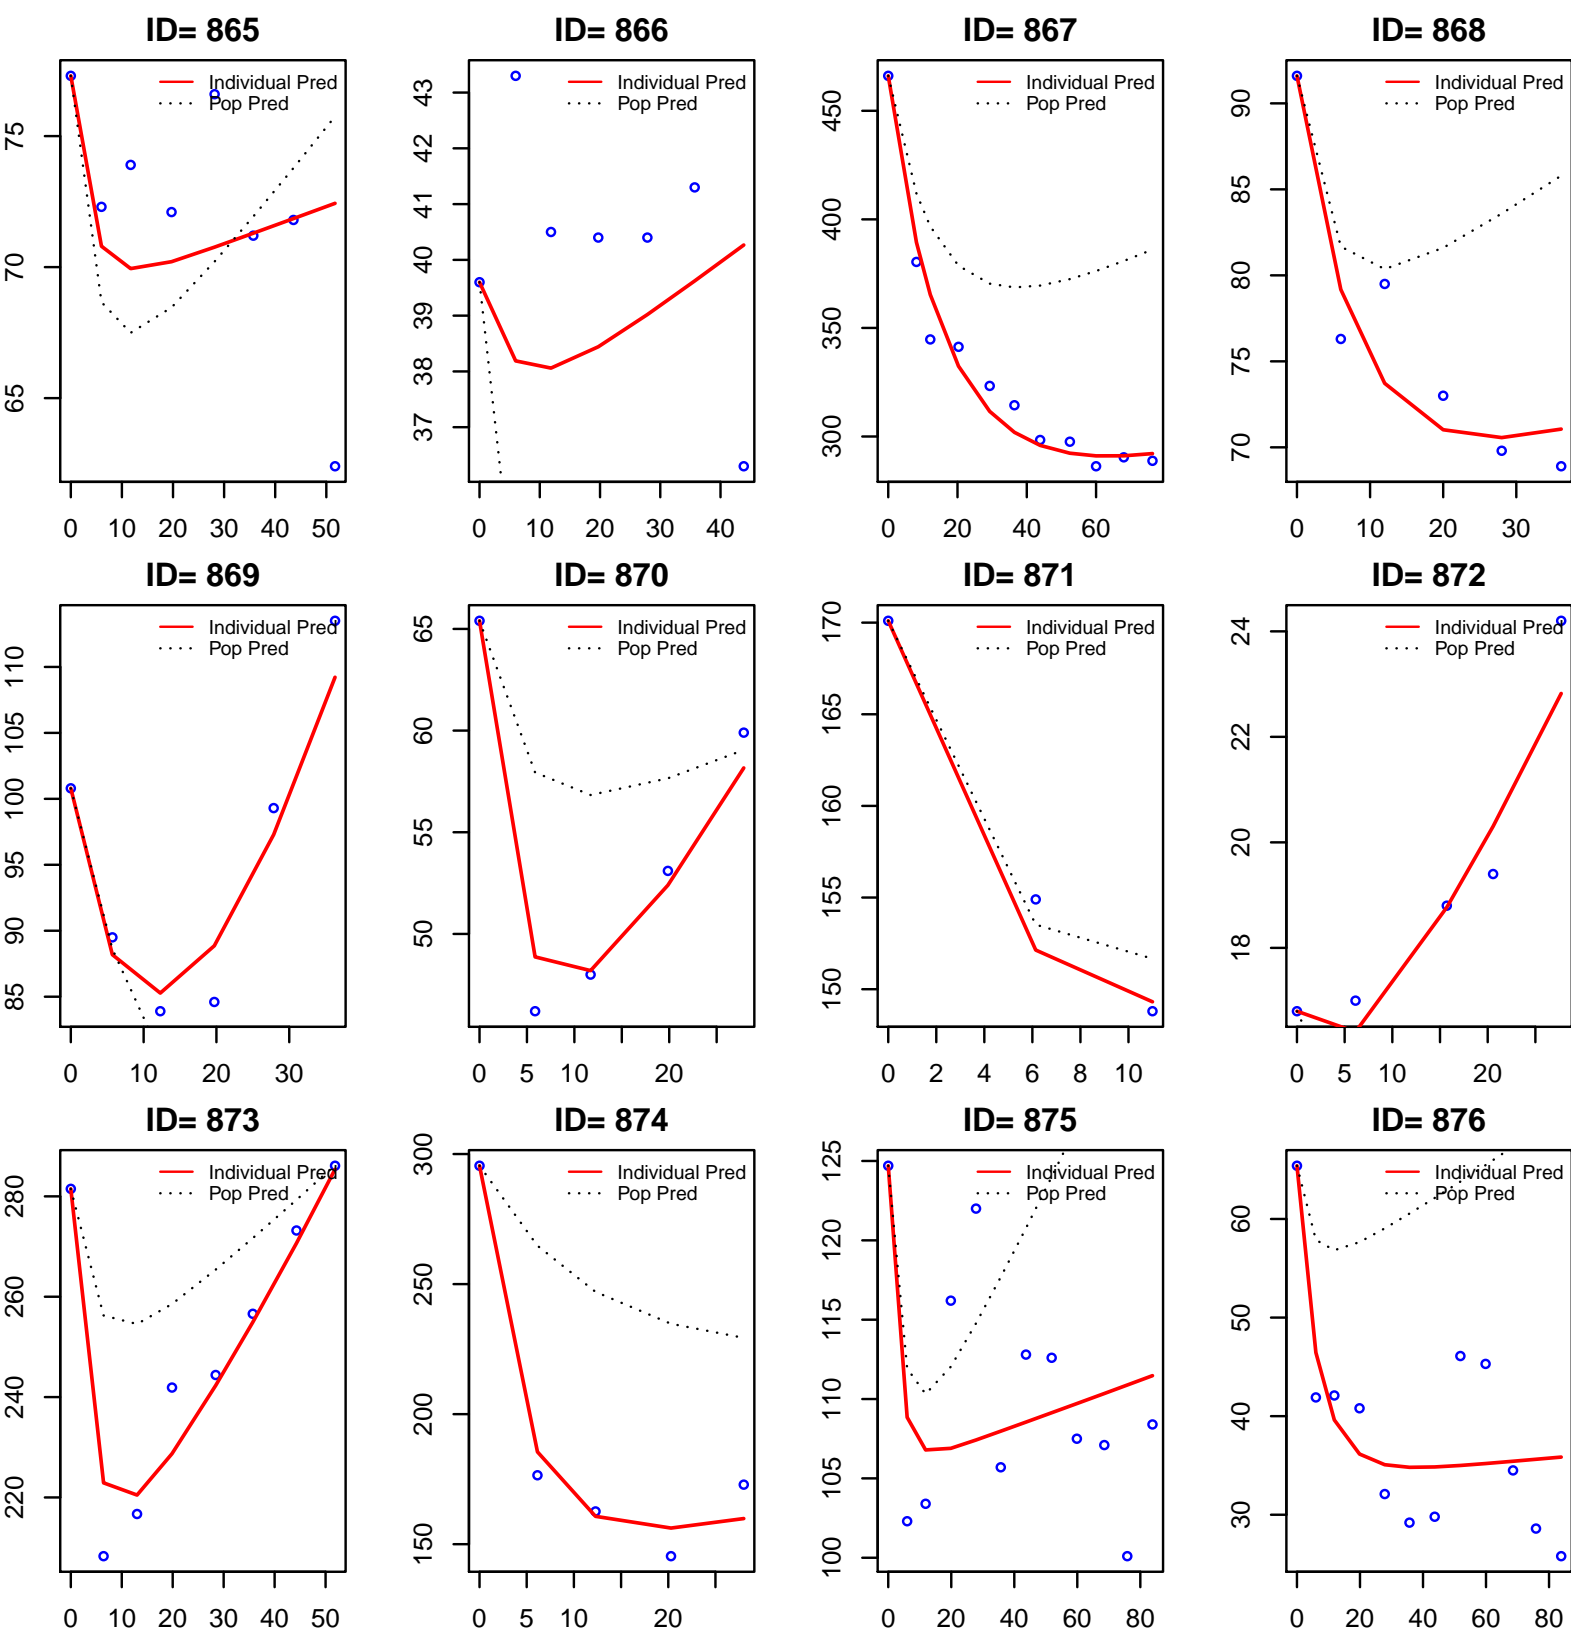 ID= 865
Individual Pred
Pop Pred
75
70
65
0 10 20 30 40 50
ID= 866
Individual Pred
Pop Pred
43
42
41
40
39
38
37
0 10 20 30 40
ID= 867
Individual Pred
Pop Pred
450
400
350
300
0 20 40 60
ID= 868
Individual Pred
Pop Pred
90
85
80
75
70
0 10 20 30
ID= 869
Individual Pred
Pop Pred
110
105
100
95
90
85
0 10 20 30
ID= 870
Individual Pred
Pop Pred
65
60
55
50
0 5 10 20
ID= 871
Individual Pred
Pop Pred
170
165
160
155
150
0 2 4 6 8 10
ID= 872
Individual Pred
Pop Pred
24
22
20
18
0 5 10 20
ID= 873
Individual Pred
Pop Pred
280
260
240
220
0 10 20 30 40 50
ID= 874
Individual Pred
Pop Pred
300
250
200
150
0 5 10 20
ID= 875
Individual Pred
Pop Pred
125
120
115
110
105
100
0 20 40 60 80
ID= 876
Individual Pred
Pop Pred
60
50
40
30
0 20 40 60 80